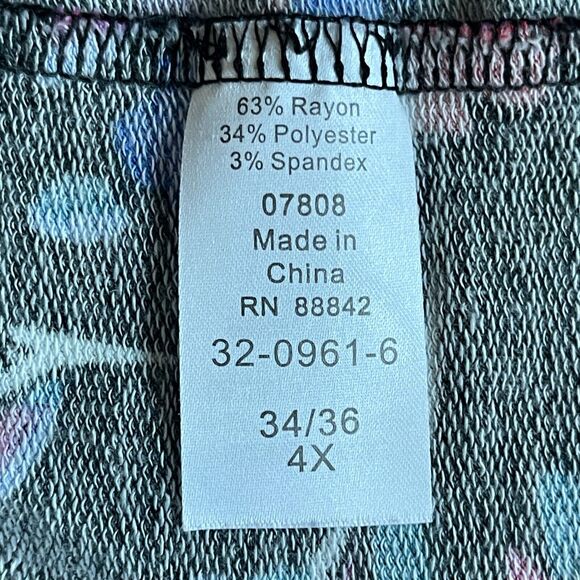 63% Rayon
34% Polyester
3% Spandex
07808
Made in
China
RN 88842
32-0961-6
34/36
4X